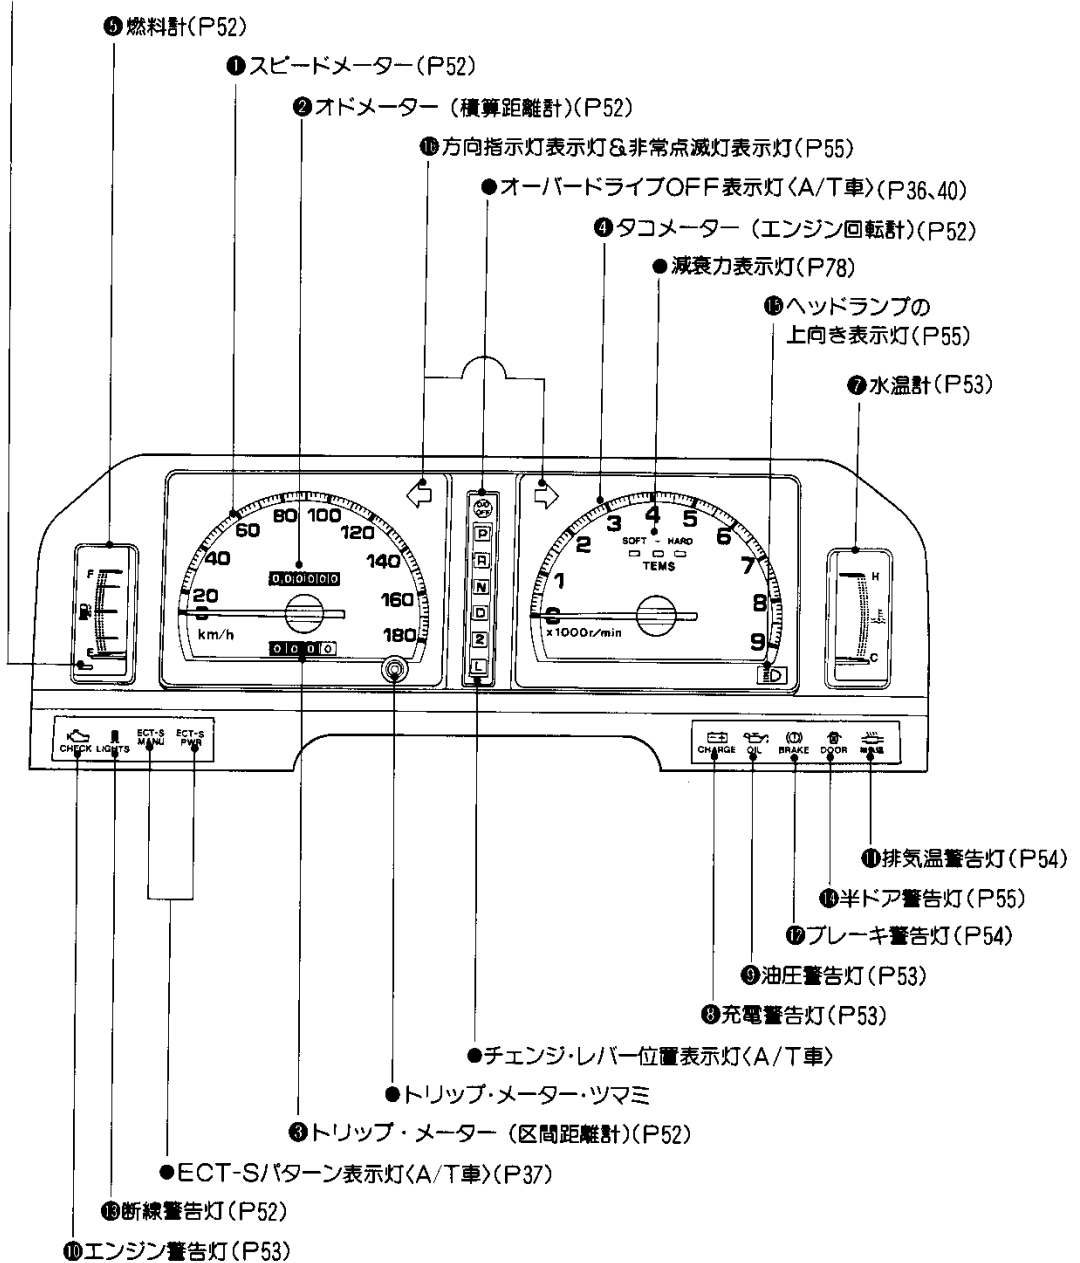 ❺燃料計(P52)
❶スピードメーター(P52)
❷オドメーター（積算距離計）(P52)
⓰方向指示灯表示灯&非常点滅灯表示灯(P55)
●オーバードライブOFF表示灯〈A/T車〉(P36、40)
❹タコメーター（エンジン回転計）(P52)
●減衰力表示灯(P78)
⓯ヘッドランプの
上向き表示灯(P55)
❼水温計(P53)
O/D
OFF
P
R
N
D
2
L
F
E
0
20
40
60
80
100
120
140
160
180
km/h
000000
0000
0
1
2
3
4
5
6
7
8
9
SOFT - HARD
TEMS
x1000r/min
H
C
CHECK
LIGHTS
ECT-S
MANU
ECT-S
PWR
CHARGE
OIL
BRAKE
DOOR
排気温
⓫排気温警告灯(P54)
⓮半ドア警告灯(P55)
⓬ブレーキ警告灯(P54)
❾油圧警告灯(P53)
❽充電警告灯(P53)
●チェンジ・レバー位置表示灯〈A/T車〉
●トリップ・メーター・ツマミ
❸トリップ・メーター（区間距離計）(P52)
●ECT-Sパターン表示灯〈A/T車〉(P37)
⓭断線警告灯(P52)
❿エンジン警告灯(P53)